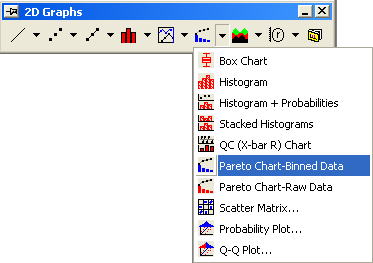 2D Graphs
Box Chart
Histogram
Histogram + Probabilities
Stacked Histograms
QC (X-bar R) Chart
Pareto Chart-Binned Data
Pareto Chart-Raw Data
Scatter Matrix...
Probability Plot...
Q-Q Plot...